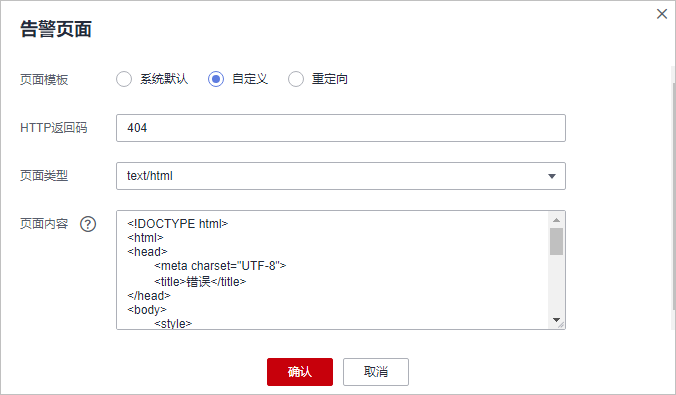 告警页面
页面模板 系统默认 自定义 重定向
HTTP返回码 404
页面类型 text/html
页面内容 ?
<!DOCTYPE html>
<html>
<head>
<meta charset="UTF-8">
<title>错误</title>
</head>
<body>
<style>
确认 取消